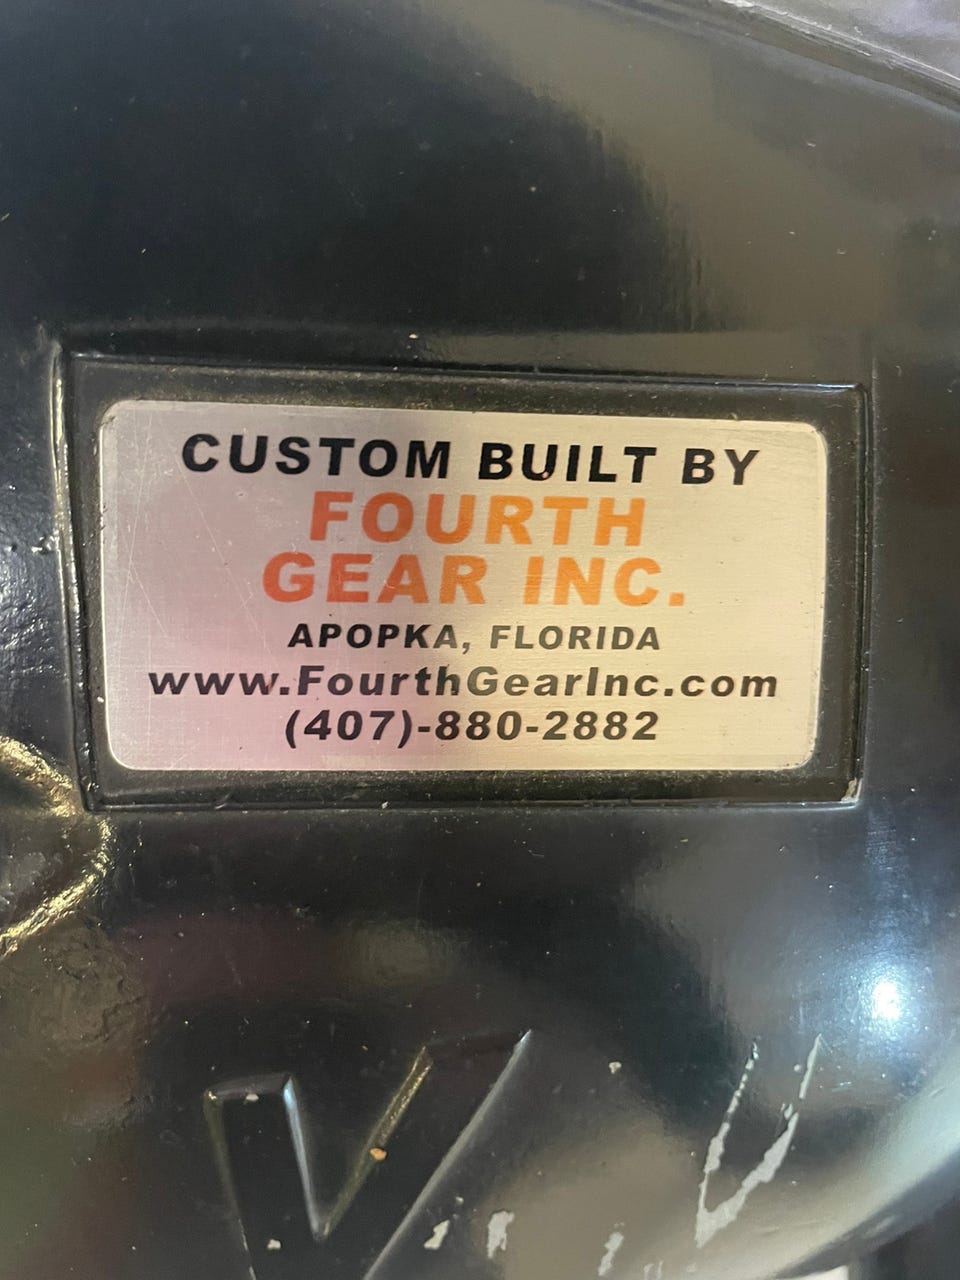 CUSTOM BUILT BY
FOURTH
GEAR INC.
APOPKA, FLORIDA
www.FourthGearInc.com
(407)-880-2882